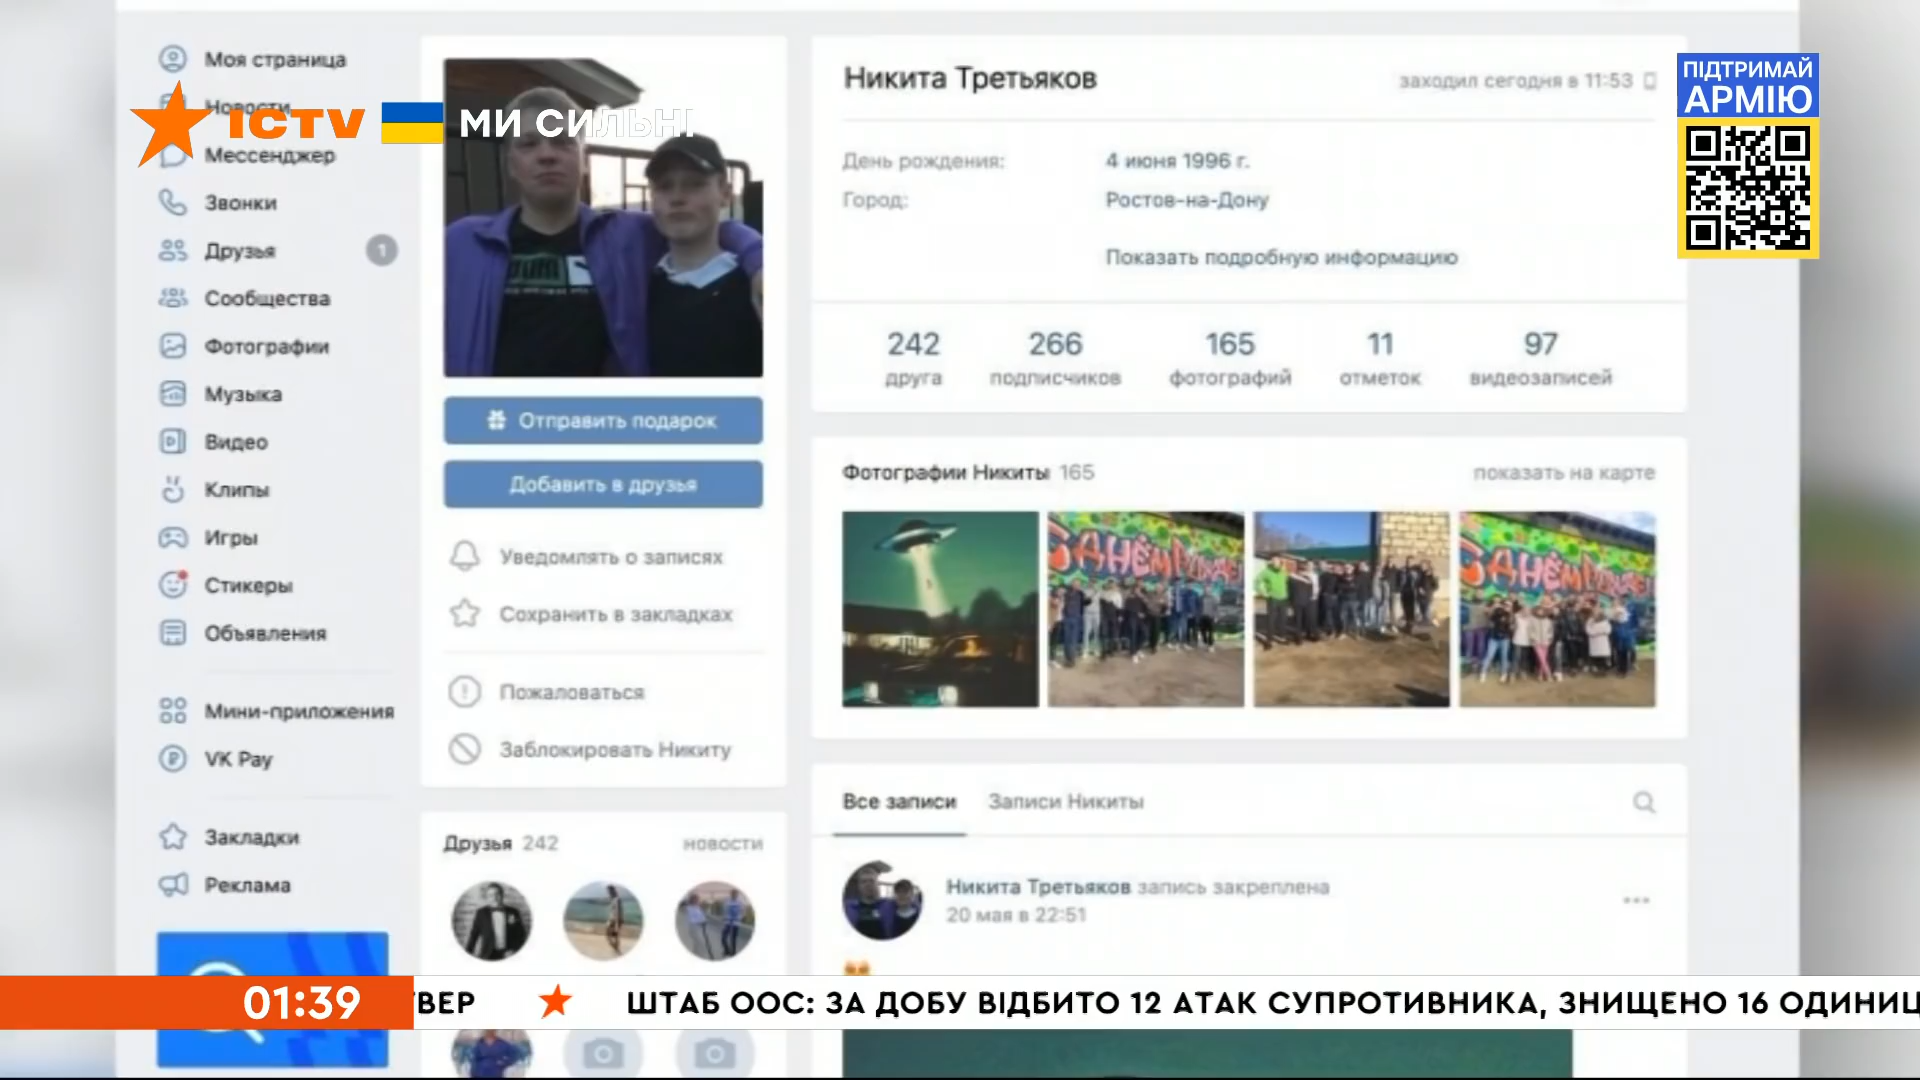 Моя страница
Новости
Мессенджер
Звонки
Друзья 1
Сообщества
Фотографии
Музыка
Видео
Клипы
Игры
Стикеры
Объявления
Мини-приложения
VK Pay
Закладки
Реклама
ICTV МИ СИЛЬНІ
Отправить подарок
Добавить в друзья
Уведомлять о записях
Сохранить в закладках
Пожаловаться
Заблокировать Никиту
Друзья 242 новости
Никита Третьяков заходил сегодня в 11:53
День рождения: 4 июня 1996 г.
Город: Ростов-на-Дону
Показать подробную информацию
242 266 165 11 97
друга подписчиков фотографий отметок видеозаписей
Фотографии Никиты 165 показать на карте
Все записи Записи Никиты
Никита Третьяков запись закреплена
20 мая в 22:51
ПІДТРИМАЙ
АРМІЮ
01:39 ТВЕР ШТАБ ООС: ЗА ДОБУ ВІДБИТО 12 АТАК СУПРОТИВНИКА, ЗНИЩЕНО 16 ОДИНИЦ